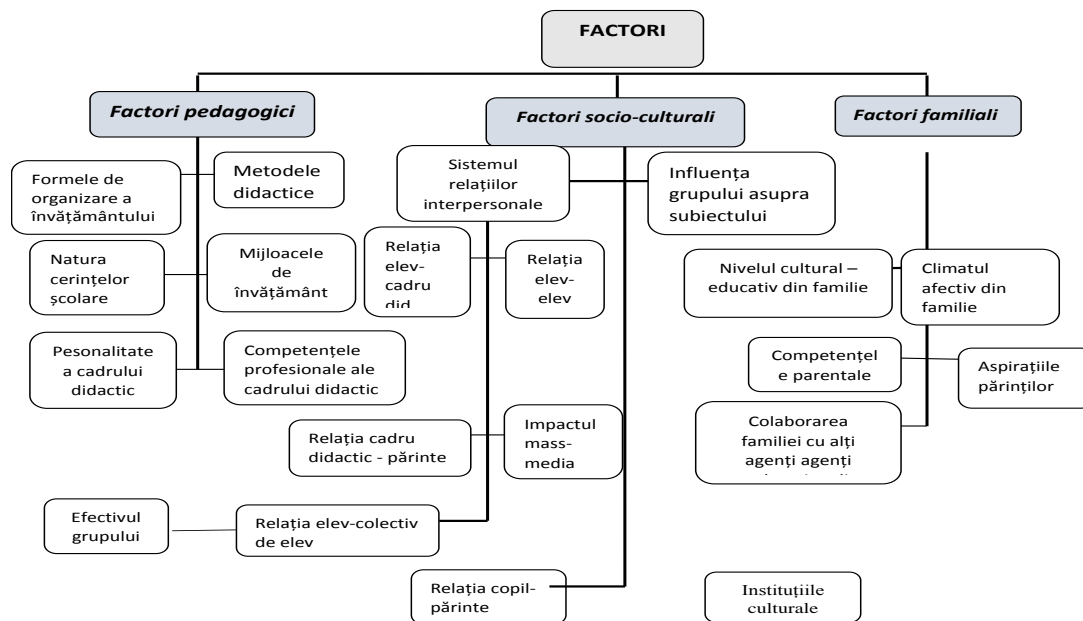 FACTORI
Factori pedagogici
Factori socio-culturali
Factori familiali
Formele de
organizare a
învățământului
Metodele
didactice
Natura
cerințelor
școlare
Mijloacele
de
învățământ
Pesonalitate
a cadrului
didactic
Competențele
profesionale ale
cadrului didactic
Sistemul
relațiilor
interpersonale
Influența
grupului asupra
subiectului
Relația
elev-
cadru
did
Relația
elev-
elev
Relația cadru
didactic - părinte
Impactul
mass-
media
Efectivul
grupului
Relația elev-colectiv
de elev
Relația copil-
părinte
Nivelul cultural –
educativ din familie
Climatul
afectiv din
familie
Competențel
e parentale
Aspirațiile
părinților
Colaborarea
familiei cu alți
agenți agenți
Instituțiile
culturale